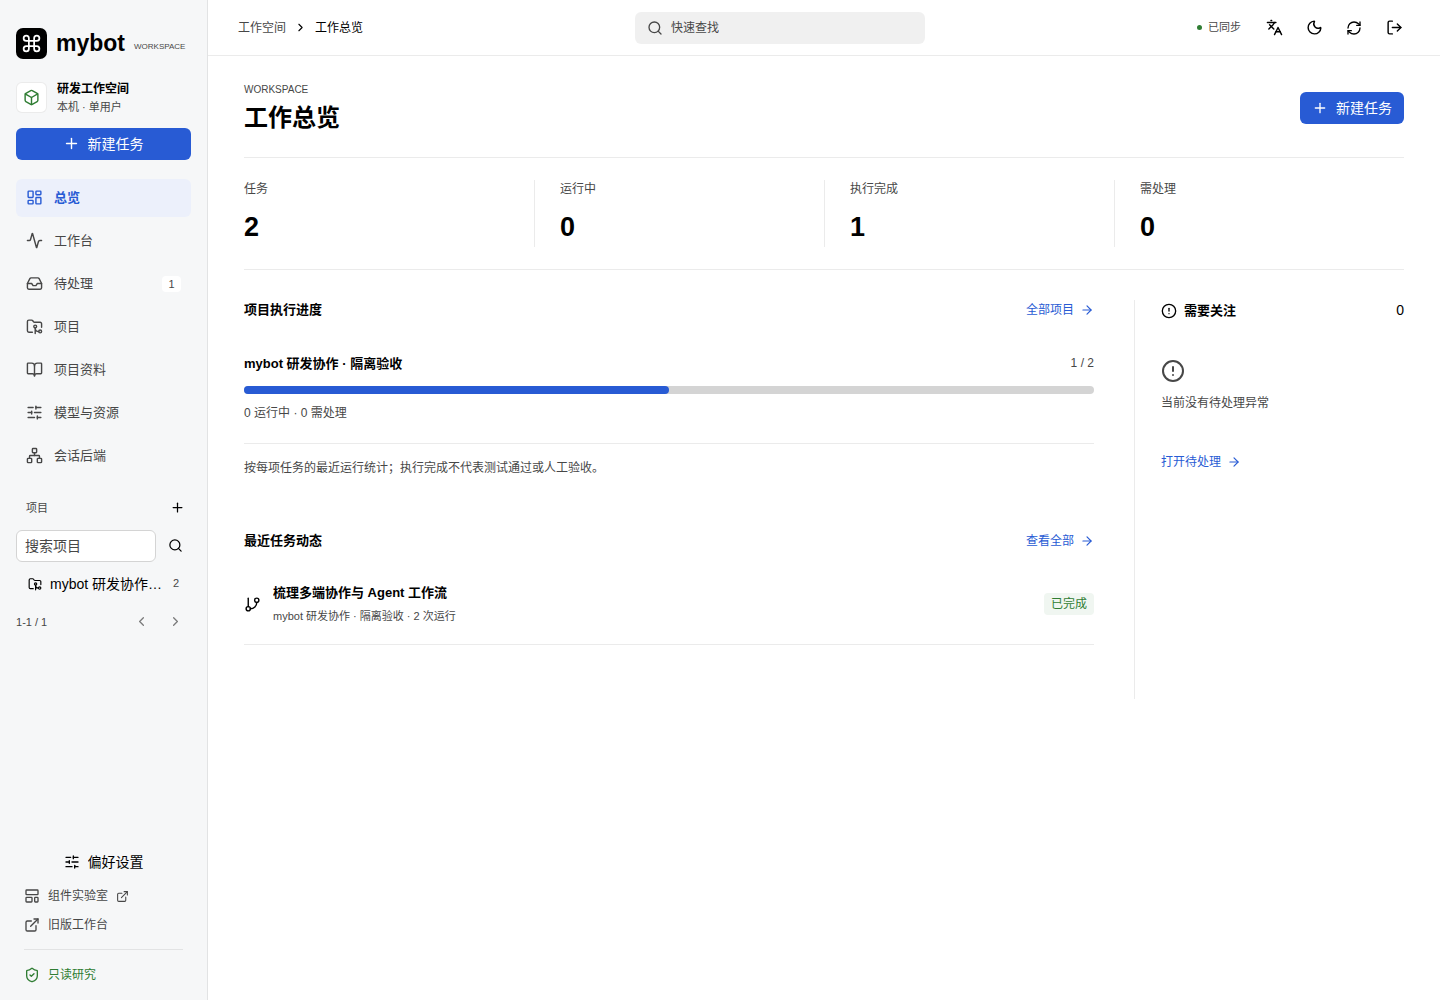 mybot WORKSPACE
研发工作空间
本机 · 单用户
新建任务
总览
工作台
待处理 1
项目
项目资料
模型与资源
会话后端
项目
搜索项目
mybot 研发协作… 2
1-1 / 1
偏好设置
组件实验室
旧版工作台
只读研究
工作空间 工作总览
快速查找
已同步
WORKSPACE
工作总览
新建任务
任务
2
运行中
0
执行完成
1
需处理
0
项目执行进度 全部项目
mybot 研发协作 · 隔离验收 1 / 2
0 运行中 · 0 需处理
按每项任务的最近运行统计；执行完成不代表测试通过或人工验收。
最近任务动态 查看全部
梳理多端协作与 Agent 工作流
mybot 研发协作 · 隔离验收 · 2 次运行
已完成
需要关注 0
当前没有待处理异常
打开待处理